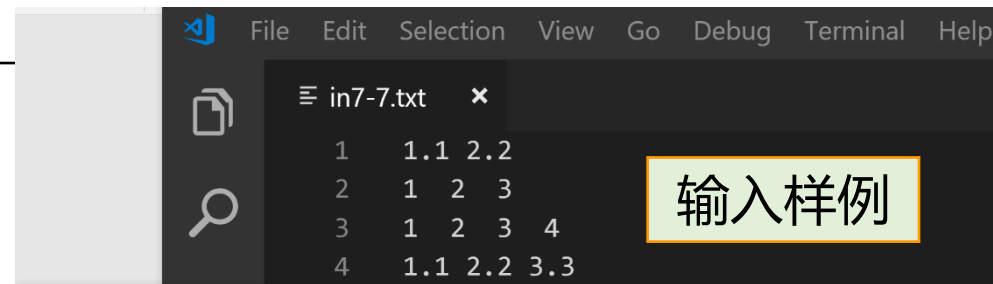 File Edit Selection View Go Debug Terminal Help
in7-7.txt ×
1 1.1 2.2
2 1 2 3
输入样例
3 1 2 3 4
4 1.1 2.2 3.3